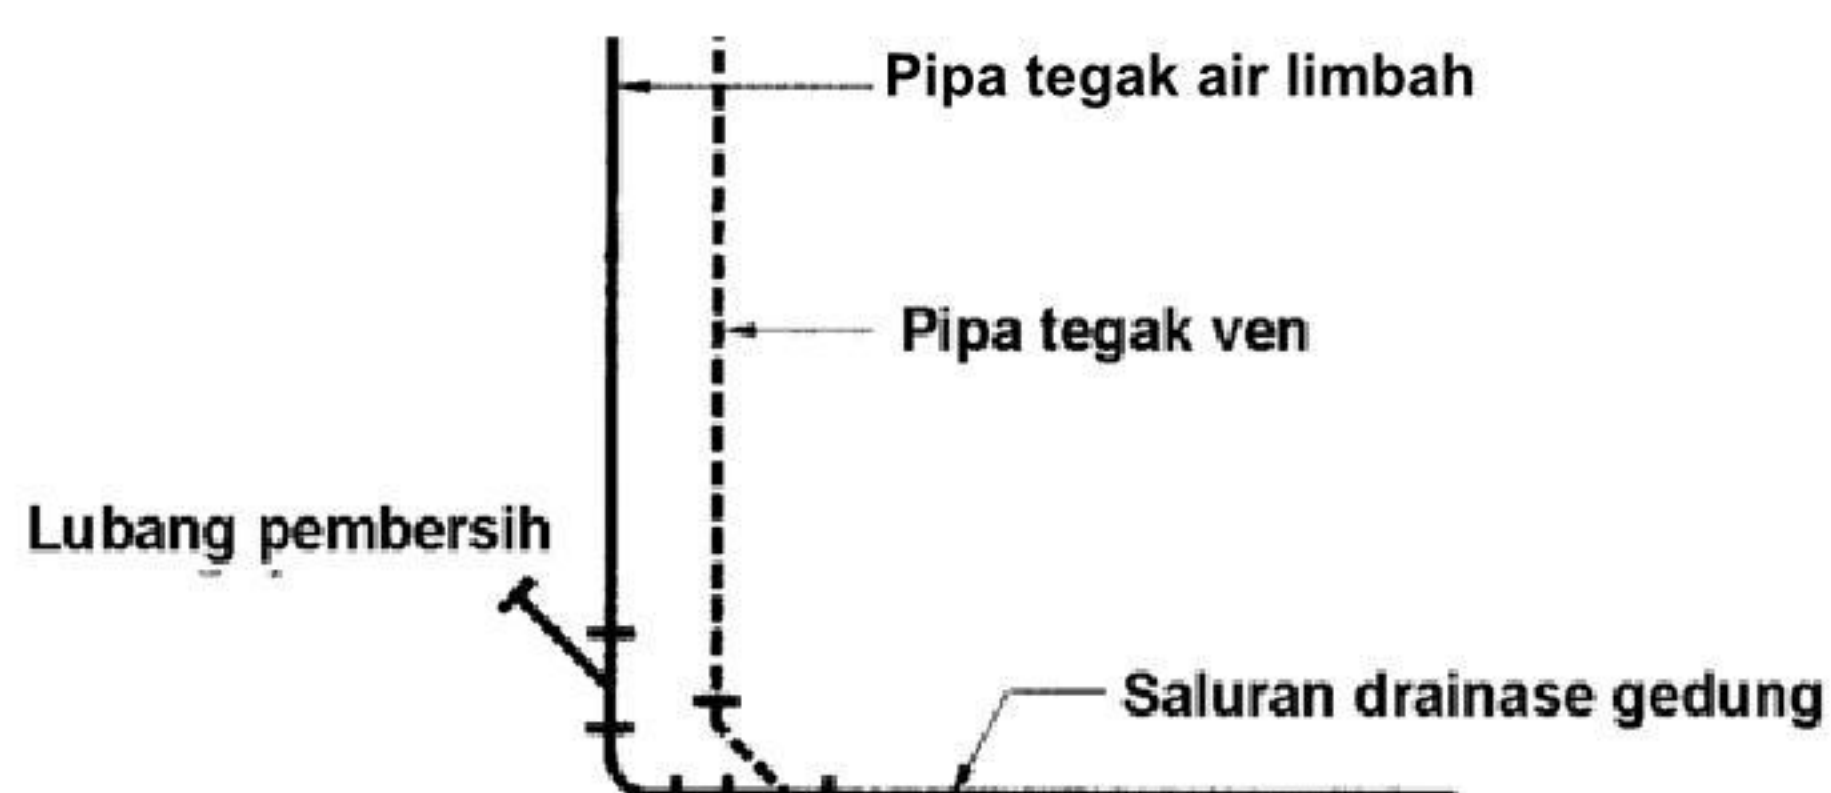 Pipa tegak air limbah
Pipa tegak ven
Lubang pembersih
Saluran drainase gedung